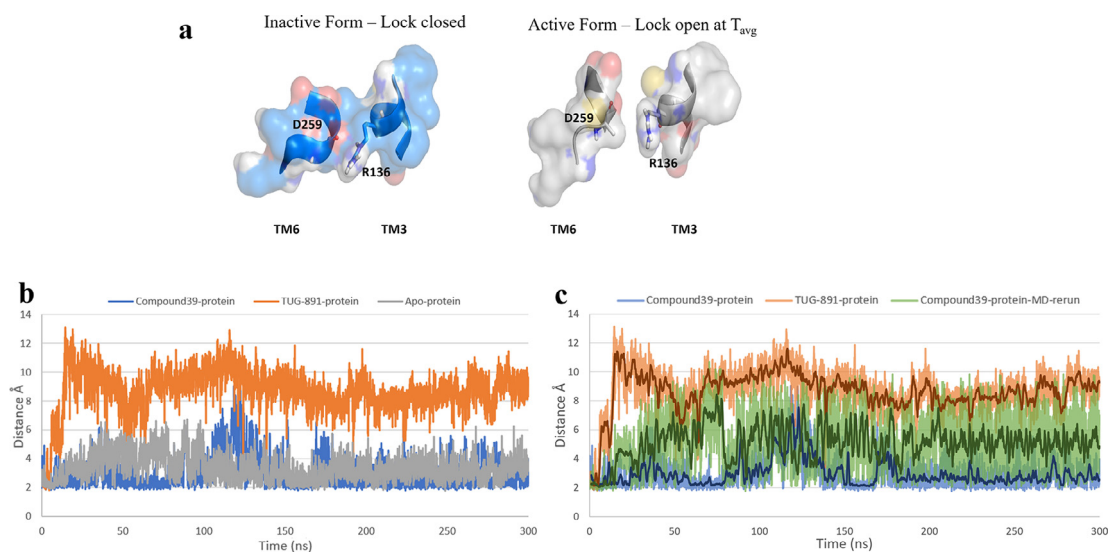 Inactive Form – Lock closed
Active Form – Lock open at Tavg
a
D259
R136
TM6
TM3
D259
R136
TM6
TM3
b
Compound39-protein
TUG-891-protein
Apo-protein
14
12
10
8
6
4
2
0
Distance Å
0
50
100
150
200
250
300
Time (ns)
c
Compound39-protein
TUG-891-protein
Compound39-protein-MD-rerun
14
12
10
8
6
4
2
0
Distance Å
0
50
100
150
200
250
300
Time (ns)